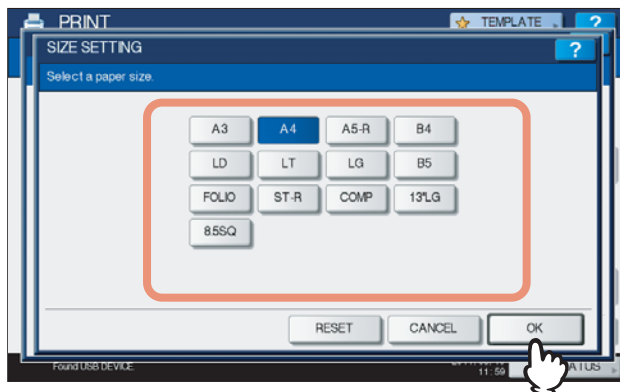 PRINT
TEMPLATE
?
SIZE SETTING
?
Select a paper size.
A3 A4 A5-R B4
LD LT LG B5
FOLIO ST-R COMP 13"LG
8.5SQ
RESET CANCEL OK
Found USB DEVICE
11:59